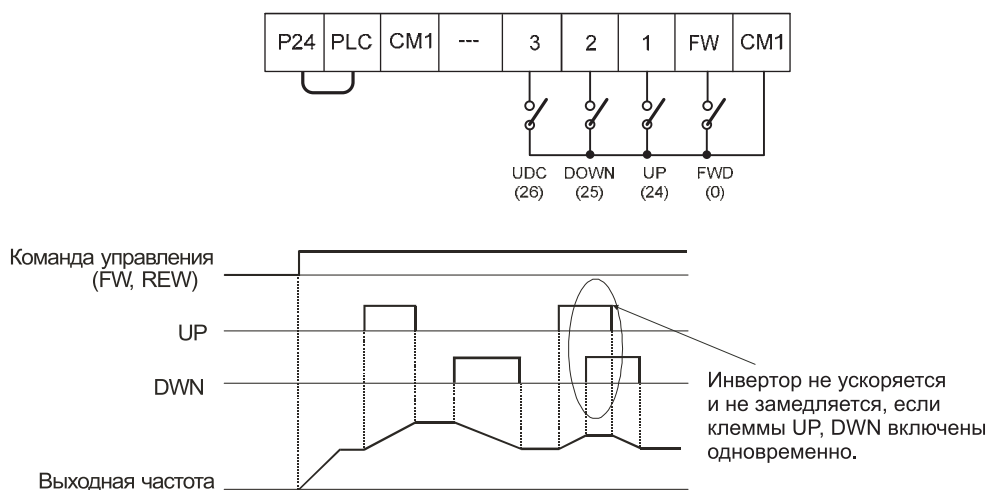 P24 PLC CM1 --- 3 2 1 FW CM1
UDC DOWN UP FWD
(26) (25) (24) (0)
Команда управления
(FW, REW)
UP
DWN
Инвертор не ускоряется
и не замедляется, если
клеммы UP, DWN включены
одновременно.
Выходная частота